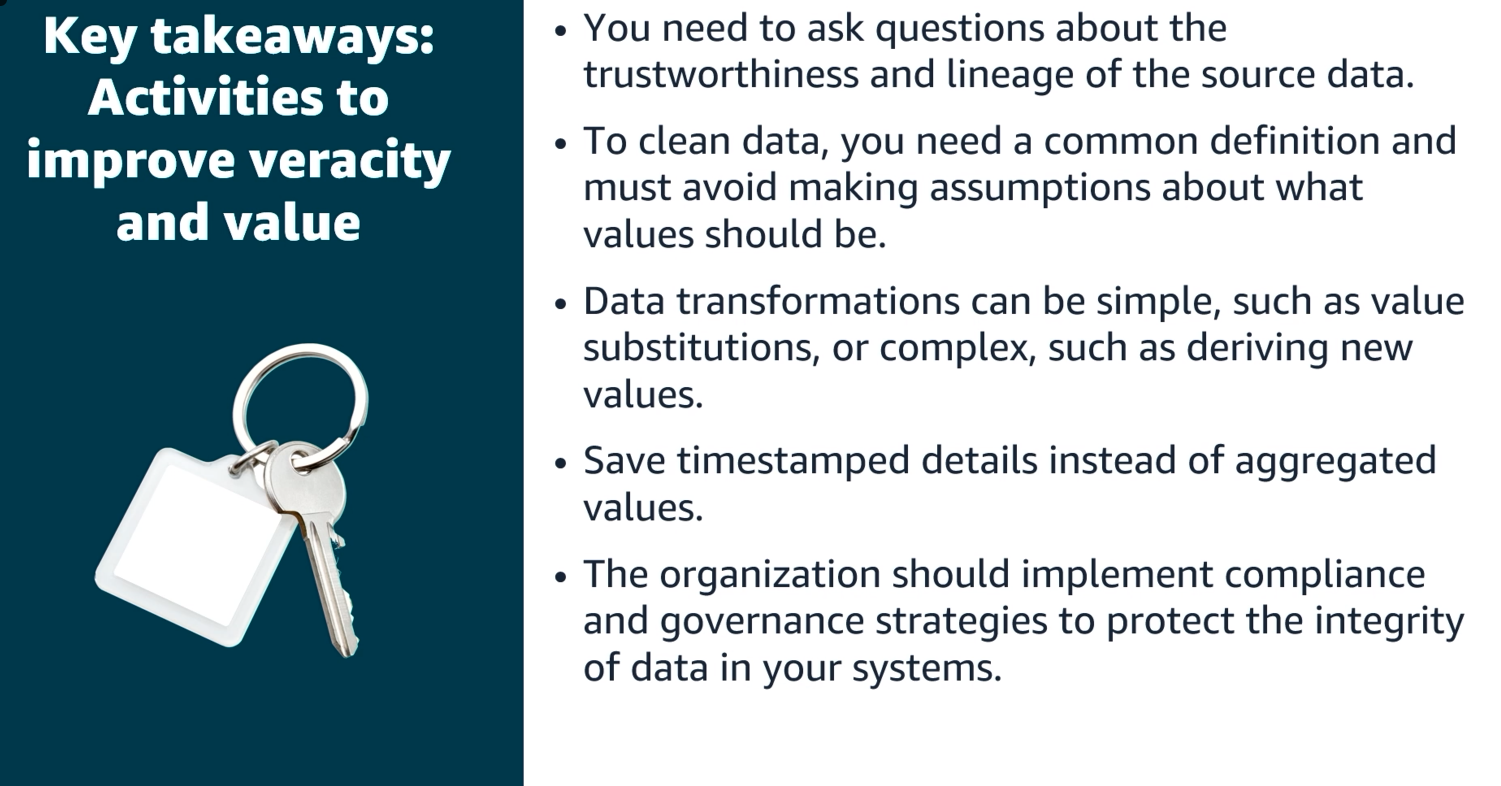 Key takeaways:
Activities to
improve veracity
and value
• You need to ask questions about the
trustworthiness and lineage of the source data.
• To clean data, you need a common definition and
must avoid making assumptions about what
values should be.
• Data transformations can be simple, such as value
substitutions, or complex, such as deriving new
values.
• Save timestamped details instead of aggregated
values.
• The organization should implement compliance
and governance strategies to protect the integrity
of data in your systems.